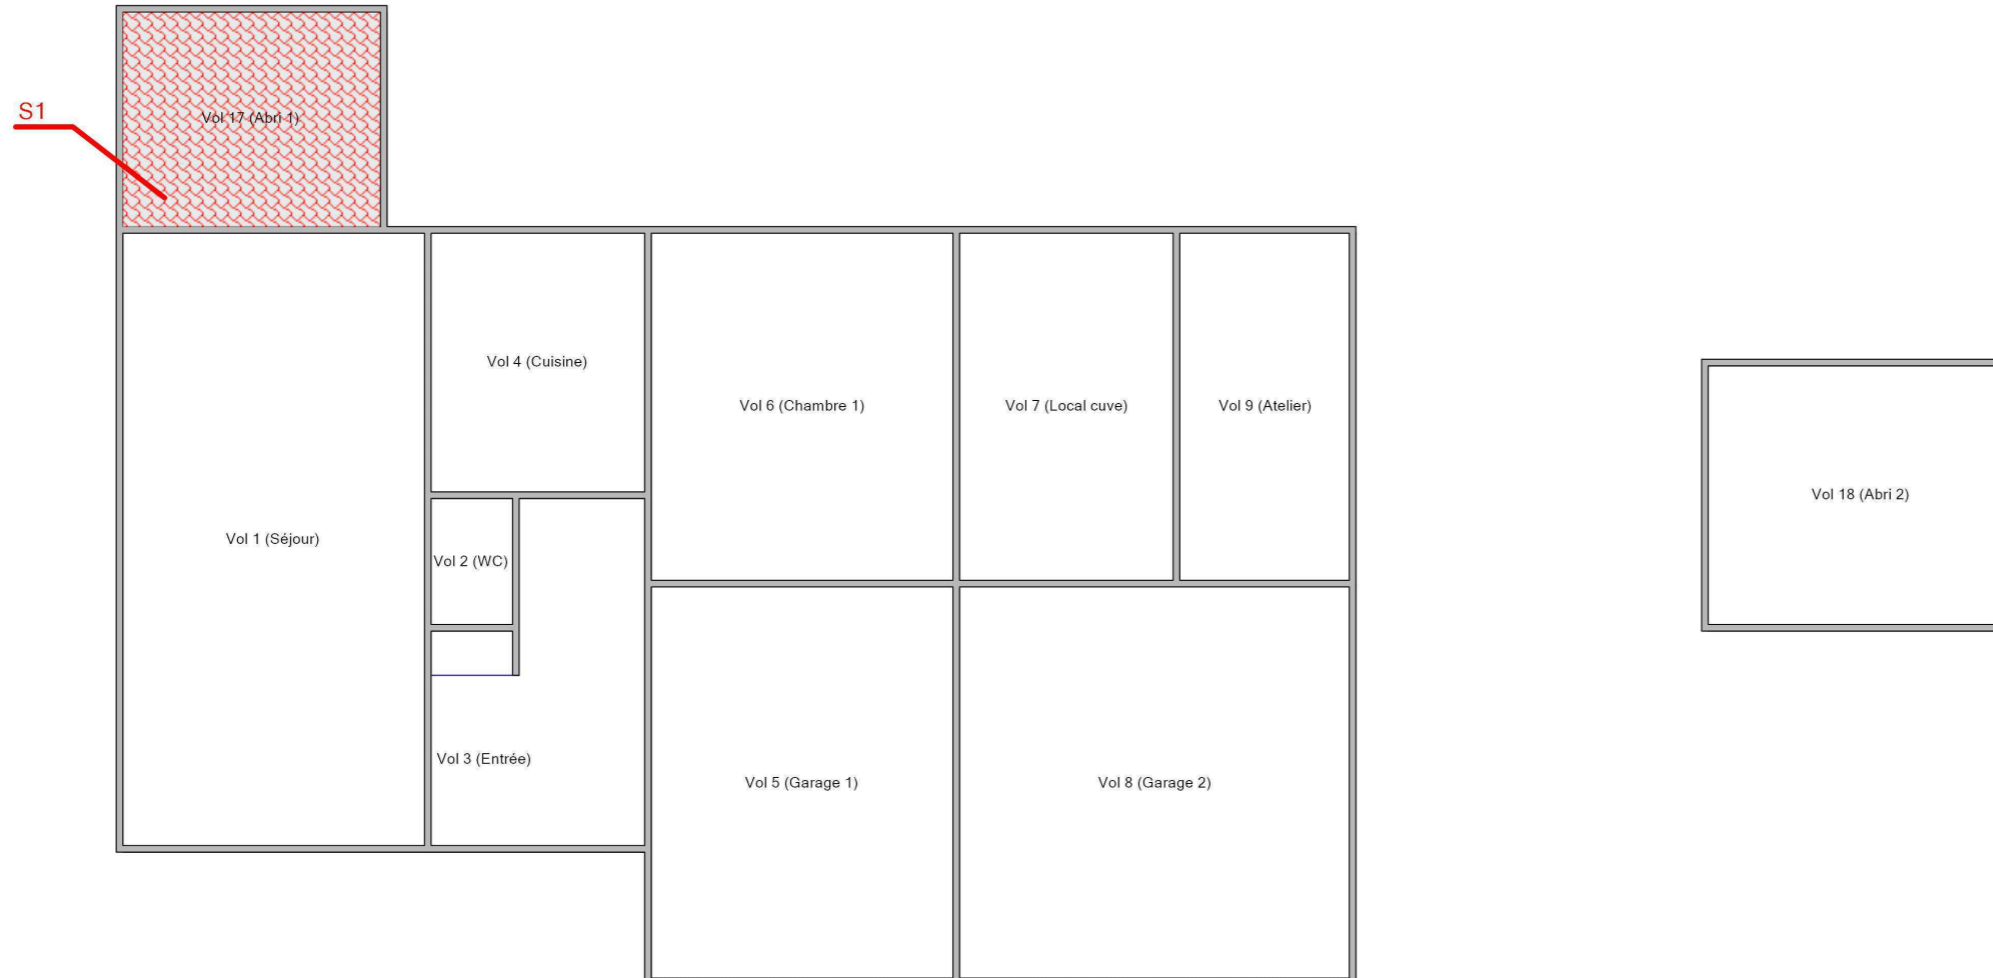 S1
Vol 17 (Abri 1)
Vol 4 (Cuisine)
Vol 6 (Chambre 1)
Vol 7 (Local cuve)
Vol 9 (Atelier)
Vol 18 (Abri 2)
Vol 1 (Séjour)
Vol 2 (WC)
Vol 3 (Entrée)
Vol 5 (Garage 1)
Vol 8 (Garage 2)